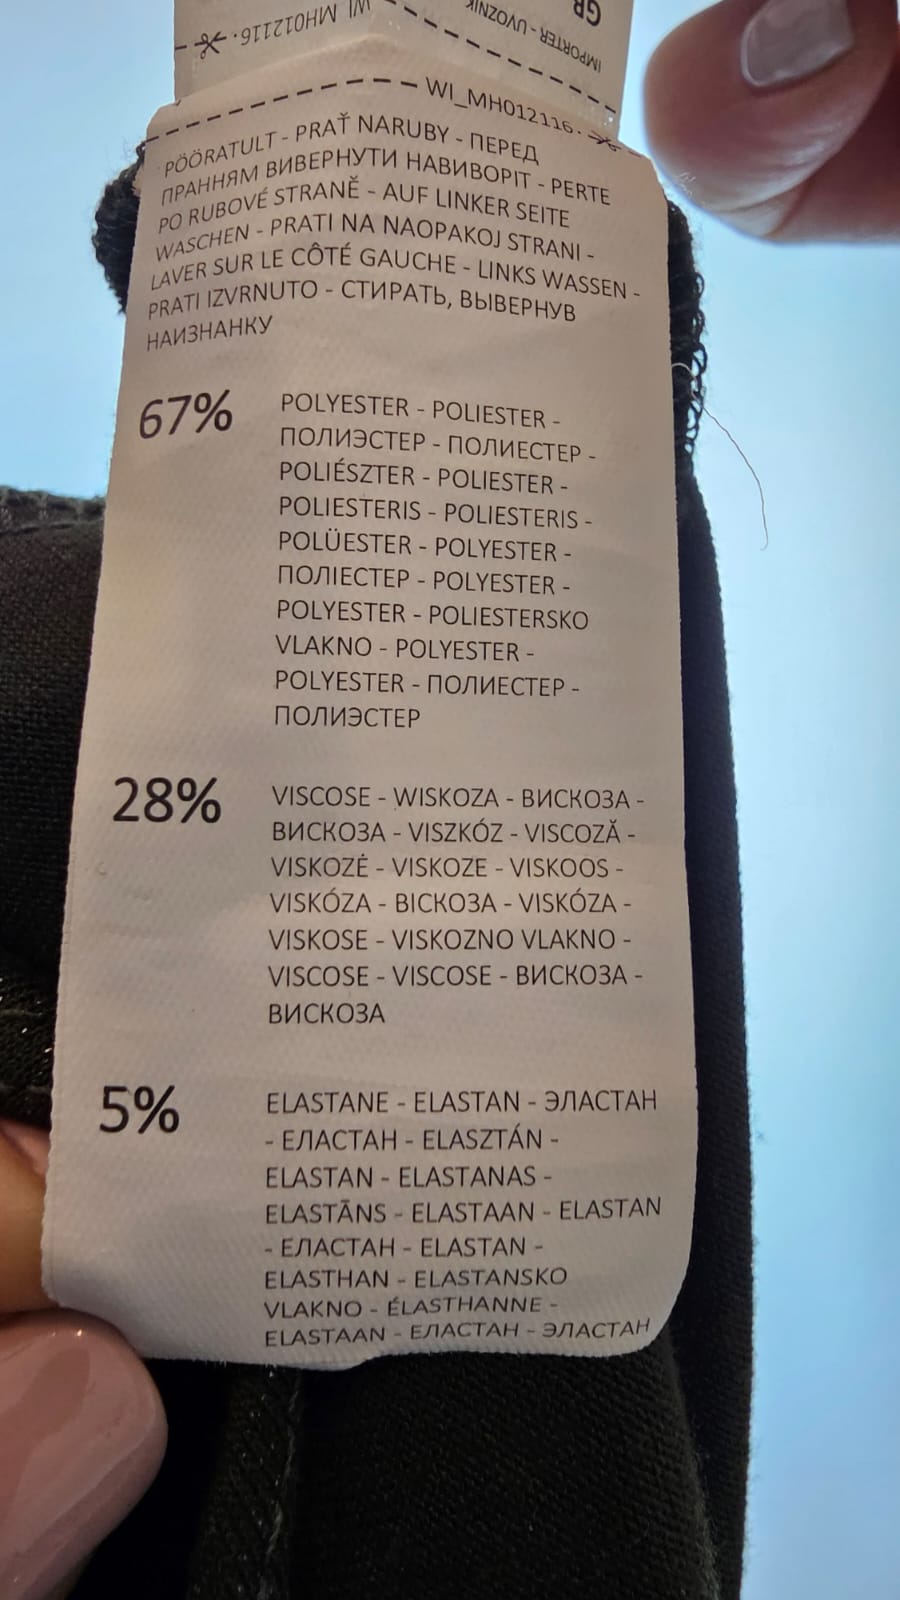 IMPORTER - UVOZNIK
GR
WI_MH012116.
WI_MH012116.
PÖÖRATULT - PRAŤ NARUBY - ПЕРЕД
ПРАННЯМ ВИВЕРНУТИ НАВИВОРІТ - PERTE
PO RUBOVÉ STRANĚ - AUF LINKER SEITE
WASCHEN - PRATI NA NAOPAKOJ STRANI -
LAVER SUR LE CÔTÉ GAUCHE - LINKS WASSEN -
PRATI IZVRNUTO - СТИРАТЬ, ВЫВЕРНУВ
НАИЗНАНКУ
67% POLYESTER - POLIESTER -
ПОЛИЭСТЕР - ПОЛИЕСТЕР -
POLIÉSZTER - POLIESTER -
POLIESTERIS - POLIESTERIS -
POLÜESTER - POLYESTER -
ПОЛІЕСТЕР - POLYESTER -
POLYESTER - POLIESTERSKO
VLAKNO - POLYESTER -
POLYESTER - ПОЛИЕСТЕР -
ПОЛИЭСТЕР
28% VISCOSE - WISKOZA - ВИСКОЗА -
ВИСКОЗА - VISZKÓZ - VISCOZĂ -
VISKOZĖ - VISKOZE - VISKOOS -
VISKÓZA - ВІСКОЗА - VISKÓZA -
VISKOSE - VISKOZNO VLAKNO -
VISCOSE - VISCOSE - ВИСКОЗА -
ВИСКОЗА
5% ELASTANE - ELASTAN - ЭЛАСТАН
- ЕЛАСТАН - ELASZTÁN -
ELASTAN - ELASTANAS -
ELASTĀNS - ELASTAAN - ELASTAN
- ЕЛАСТАН - ELASTAN -
ELASTHAN - ELASTANSKO
VLAKNO - ÉLASTHANNE -
ELASTAAN - ЕЛАСТАН - ЭЛАСТАН